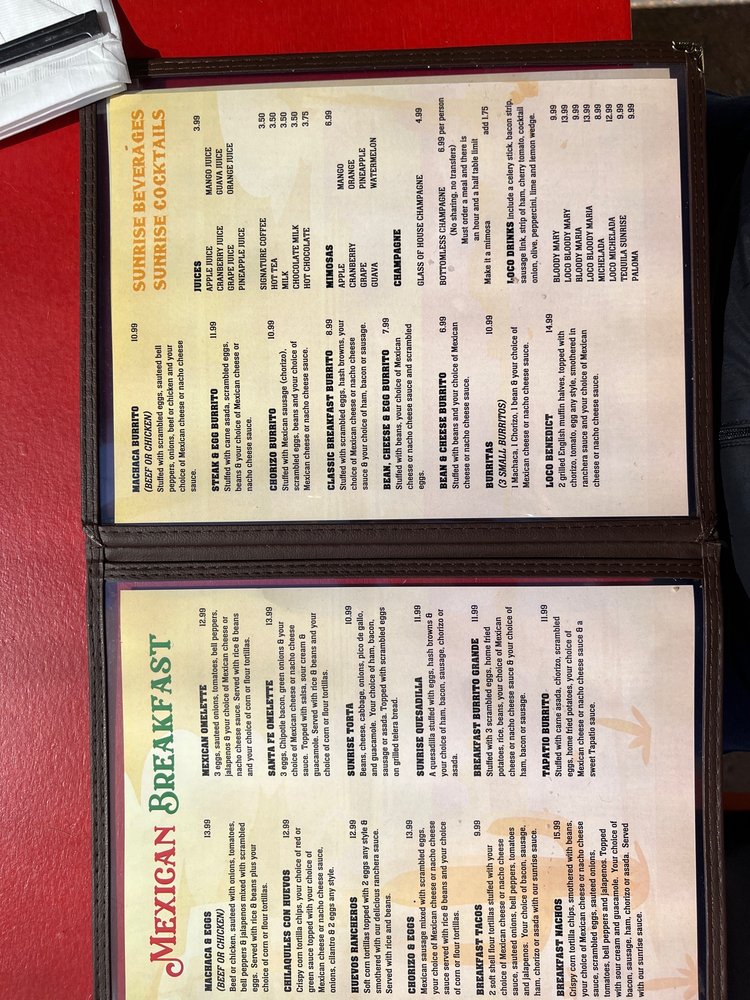 MEXICAN BREAKFAST
MACHACA & EGGS 13.99
(BEEF OR CHICKEN)
Beef or chicken, sauteed with onions, tomatoes,
bell peppers & jalapenos mixed with scrambled
eggs. Served with rice & beans plus your
choice of corn or flour tortillas.
CHILAQUILES CON HUEVOS 12.99
Crispy corn tortilla chips, your choice of red or
green sauce topped with your choice of
Mexican cheese or nacho cheese sauce,
onions, cilantro & 2 eggs any style.
HUEVOS RANCHEROS 12.99
Soft corn tortillas topped with 2 eggs any style &
smothered with our delicious ranchera sauce.
Served with rice and beans.
CHORIZO & EGGS 13.99
Mexican sausage mixed with scrambled eggs,
your choice of Mexican cheese or nacho cheese
sauce served with rice & beans and your choice
of corn or flour tortillas.
BREAKFAST TACOS 9.99
2 soft shell flour tortillas stuffed with your
choice of Mexican cheese or nacho cheese
sauce, sauteed onions, bell peppers, tomatoes
and jalapenos. Your choice of bacon, sausage,
ham, chorizo or asada with our sunrise sauce.
BREAKFAST NACHOS 15.99
Crispy corn tortilla chips, smothered with beans,
your choice of Mexican cheese or nacho cheese
sauce, scrambled eggs, sauteed onions,
tomatoes, bell peppers and jalapenos. Topped
with sour cream and guacamole. Your choice of
bacon, sausage, ham, chorizo or asada. Served
with our sunrise sauce.
MEXICAN OMELETTE 12.99
3 eggs, sauteed onions, tomatoes, bell peppers,
jalapenos & your choice of Mexican cheese or
nacho cheese sauce. Served with rice & beans
and your choice of corn or flour tortillas.
SANTA FE OMELETTE 13.99
3 eggs, Chipotle bacon, green onions & your
choice of Mexican cheese or nacho cheese
sauce. Topped with salsa, sour cream &
guacamole. Served with rice & beans and your
choice of corn or flour tortillas.
SUNRISE TORTA 10.99
Beans, cheese, cabbage, onions, pico de gallo,
and guacamole. Your choice of ham, bacon,
sausage or asada. Topped with scrambled eggs
on grilled telera bread.
SUNRISE QUESADILLA 11.99
A quesadilla stuffed with eggs, hash browns &
your choice of ham, bacon, sausage, chorizo or
asada.
BREAKFAST BURRITO GRANDE 11.99
Stuffed with 3 scrambled eggs, home fried
potatoes, rice, beans, your choice of Mexican
cheese or nacho cheese sauce & your choice of
ham, bacon or sausage.
TAPATIO BURRITO 11.99
Stuffed with carne asada, chorizo, scrambled
eggs, home fried potatoes, your choice of
Mexican cheese or nacho cheese sauce & a
sweet Tapatio sauce.
MACHACA BURRITO 10.99
(BEEF OR CHICKEN)
Stuffed with scrambled eggs, sauteed bell
peppers, onions, beef or chicken and your
choice of Mexican cheese or nacho cheese
sauce.
STEAK & EGG BURRITO 11.99
Stuffed with carne asada, scrambled eggs,
beans & your choice of Mexican cheese or
nacho cheese sauce.
CHORIZO BURRITO 10.99
Stuffed with Mexican sausage (chorizo),
scrambled eggs, beans and your choice of
Mexican cheese or nacho cheese sauce.
CLASSIC BREAKFAST BURRITO 8.99
Stuffed with scrambled eggs, hash browns, your
choice of Mexican cheese or nacho cheese
sauce & your choice of ham, bacon or sausage.
BEAN, CHEESE & EGG BURRITO 7.99
Stuffed with beans, your choice of Mexican
cheese or nacho cheese sauce and scrambled
eggs.
BEAN & CHEESE BURRITO 6.99
Stuffed with beans and your choice of Mexican
cheese or nacho cheese sauce.
BURRITAS 10.99
(3 SMALL BURRITOS)
1 Machaca, 1 Chorizo, 1 bean & your choice of
Mexican cheese or nacho cheese sauce.
LOCO BENEDICT 14.99
2 grilled English muffin halves, topped with
chorizo, tomato, egg any style, smothered in
ranchera sauce and your choice of Mexican
cheese or nacho cheese sauce.
SUNRISE BEVERAGES
SUNRISE COCKTAILS
JUICES 3.99
APPLE JUICE MANGO JUICE
CRANBERRY JUICE GUAVA JUICE
GRAPE JUICE ORANGE JUICE
PINEAPPLE JUICE
SIGNATURE COFFEE 3.50
HOT TEA 3.50
MILK 3.50
CHOCOLATE MILK 3.50
HOT CHOCOLATE 3.75
MIMOSAS 6.99
APPLE MANGO
CRANBERRY ORANGE
GRAPE PINEAPPLE
GUAVA WATERMELON
CHAMPAGNE
GLASS OF HOUSE CHAMPAGNE 4.99
BOTTOMLESS CHAMPAGNE 6.99 per person
(No sharing, no transfers)
Must order a meal and there is
an hour and a half table limit
Make it a mimosa add 1.75
LOCO DRINKS include a celery stick, bacon strip,
sausage link, strip of ham, cherry tomato, cocktail
onion, olive, peppercini, lime and lemon wedge.
BLOODY MARY 9.99
LOCO BLOODY MARY 13.99
BLOODY MARIA 9.99
LOCO BLOODY MARIA 13.99
MICHELADA 8.99
LOCO MICHELADA 12.99
TEQUILA SUNRISE 9.99
PALOMA 9.99